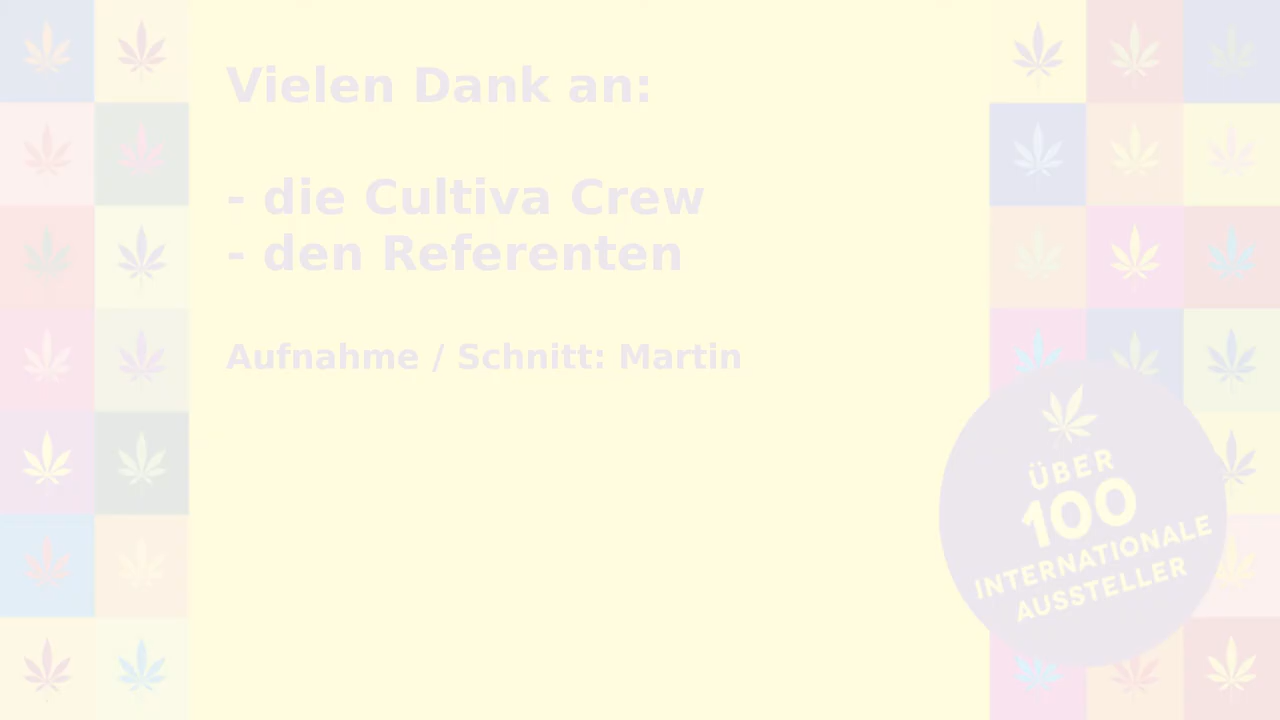 Vielen Dank an:
- die Cultiva Crew
- den Referenten
Aufnahme / Schnitt: Martin
ÜBER
100
INTERNATIONALE
AUSSTELLER